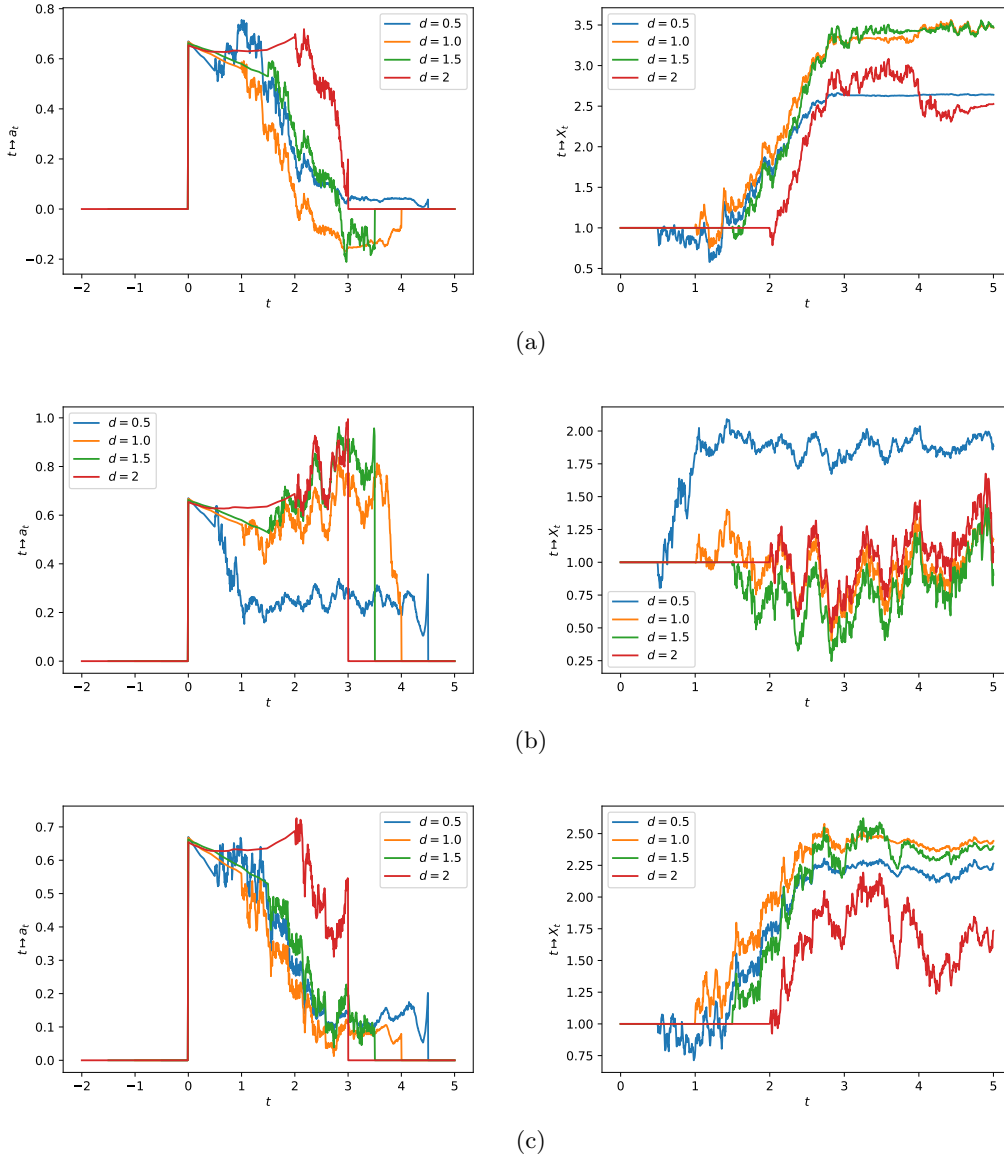 0.8
0.6
0.4
0.2
0.0
−0.2
t ↦ a_t
d = 0.5
d = 1.0
d = 1.5
d = 2
−2 −1 0 1 2 3 4 5
t
3.5
3.0
2.5
2.0
1.5
1.0
0.5
t ↦ X_t
d = 0.5
d = 1.0
d = 1.5
d = 2
0 1 2 3 4 5
t
(a)
1.0
0.8
0.6
0.4
0.2
0.0
t ↦ a_t
d = 0.5
d = 1.0
d = 1.5
d = 2
−2 −1 0 1 2 3 4 5
t
2.00
1.75
1.50
1.25
1.00
0.75
0.50
0.25
t ↦ X_t
d = 0.5
d = 1.0
d = 1.5
d = 2
0 1 2 3 4 5
t
(b)
0.7
0.6
0.5
0.4
0.3
0.2
0.1
0.0
t ↦ a_t
d = 0.5
d = 1.0
d = 1.5
d = 2
−2 −1 0 1 2 3 4 5
t
2.50
2.25
2.00
1.75
1.50
1.25
1.00
0.75
t ↦ X_t
d = 0.5
d = 1.0
d = 1.5
d = 2
0 1 2 3 4 5
t
(c)